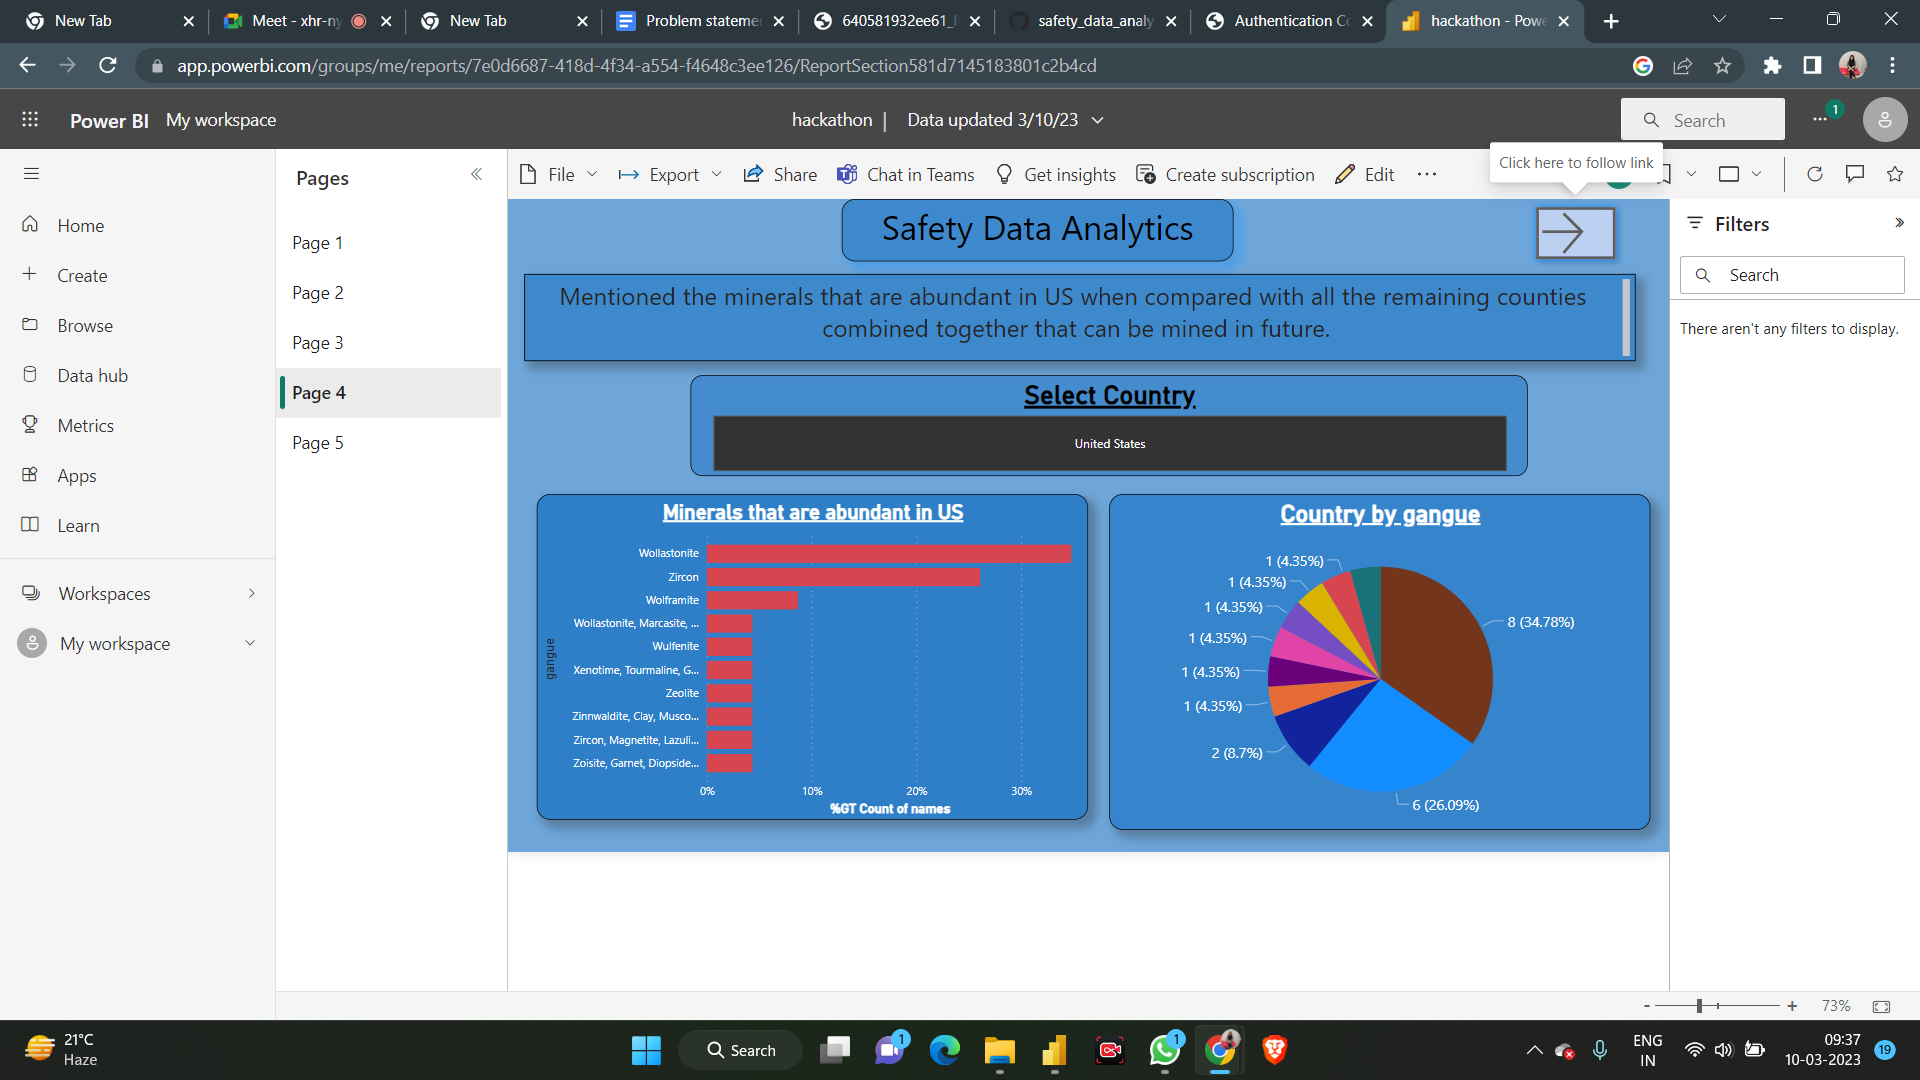 New Tab
Meet - xhr-ny
New Tab
Problem stateme
640581932ee61_I
safety_data_analy
Authentication Co
hackathon - Powe
app.powerbi.com/groups/me/reports/7e0d6687-418d-4f34-a554-f4648c3ee126/ReportSection581d7145183801c2b4cd
Power BI My workspace
hackathon | Data updated 3/10/23
Search
1
Click here to follow link
Pages
File
Export
Share
Chat in Teams
Get insights
Create subscription
Edit
Home
Create
Browse
Data hub
Metrics
Apps
Learn
Workspaces
My workspace
Page 1
Page 2
Page 3
Page 4
Page 5
Safety Data Analytics
Mentioned the minerals that are abundant in US when compared with all the remaining counties
combined together that can be mined in future.
Select Country
United States
Minerals that are abundant in US
gangue
Wollastonite
Zircon
Wolframite
Wollastonite, Marcasite, ...
Wulfenite
Xenotime, Tourmaline, G...
Zeolite
Zinnwaldite, Clay, Musco...
Zircon, Magnetite, Lazuli...
Zoisite, Garnet, Diopside...
0% 10% 20% 30%
%GT Count of names
Country by gangue
1 (4.35%)
1 (4.35%)
1 (4.35%)
1 (4.35%)
1 (4.35%)
1 (4.35%)
2 (8.7%)
8 (34.78%)
6 (26.09%)
Filters
Search
There aren't any filters to display.
- + 73%
21°C
Haze
Search
1
1
ENG
IN
09:37
10-03-2023
19